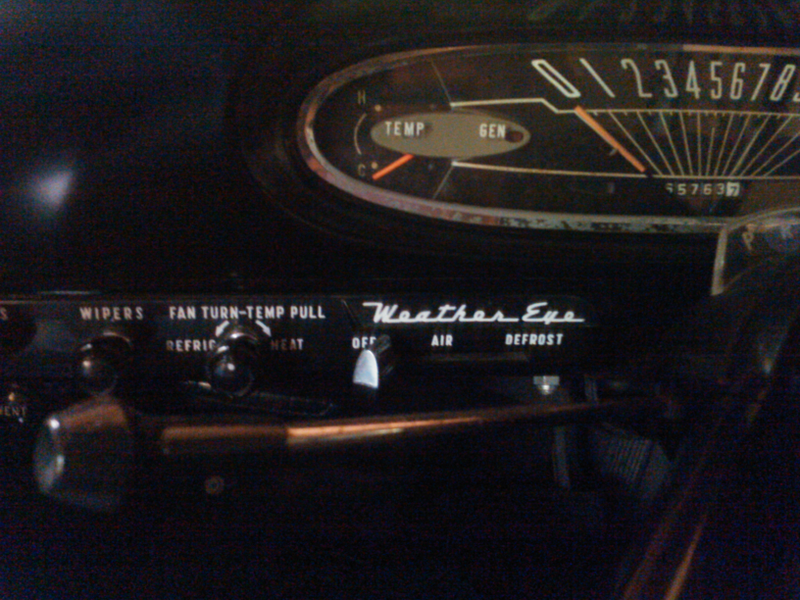 0 1 2 3 4 5 6 7 8
H
TEMP GEN
C
65763
P
S WIPERS FAN TURN-TEMP PULL Weather Eye
REFRIG HEAT OFF AIR DEFROST